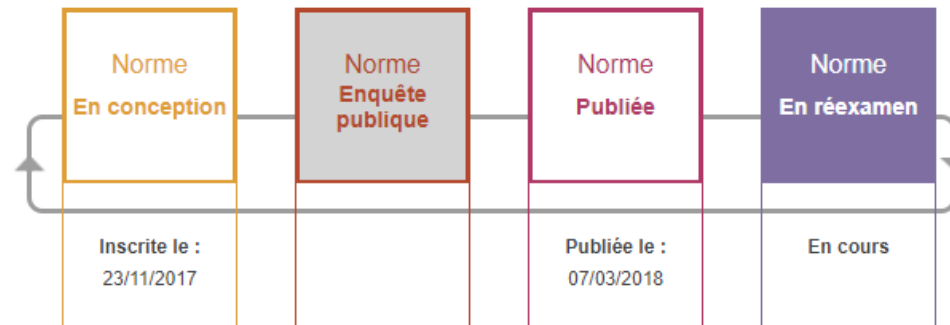 Norme
En conception
Norme
Enquête
publique
Norme
Publiée
Norme
En réexamen
Inscrite le :
23/11/2017
Publiée le :
07/03/2018
En cours